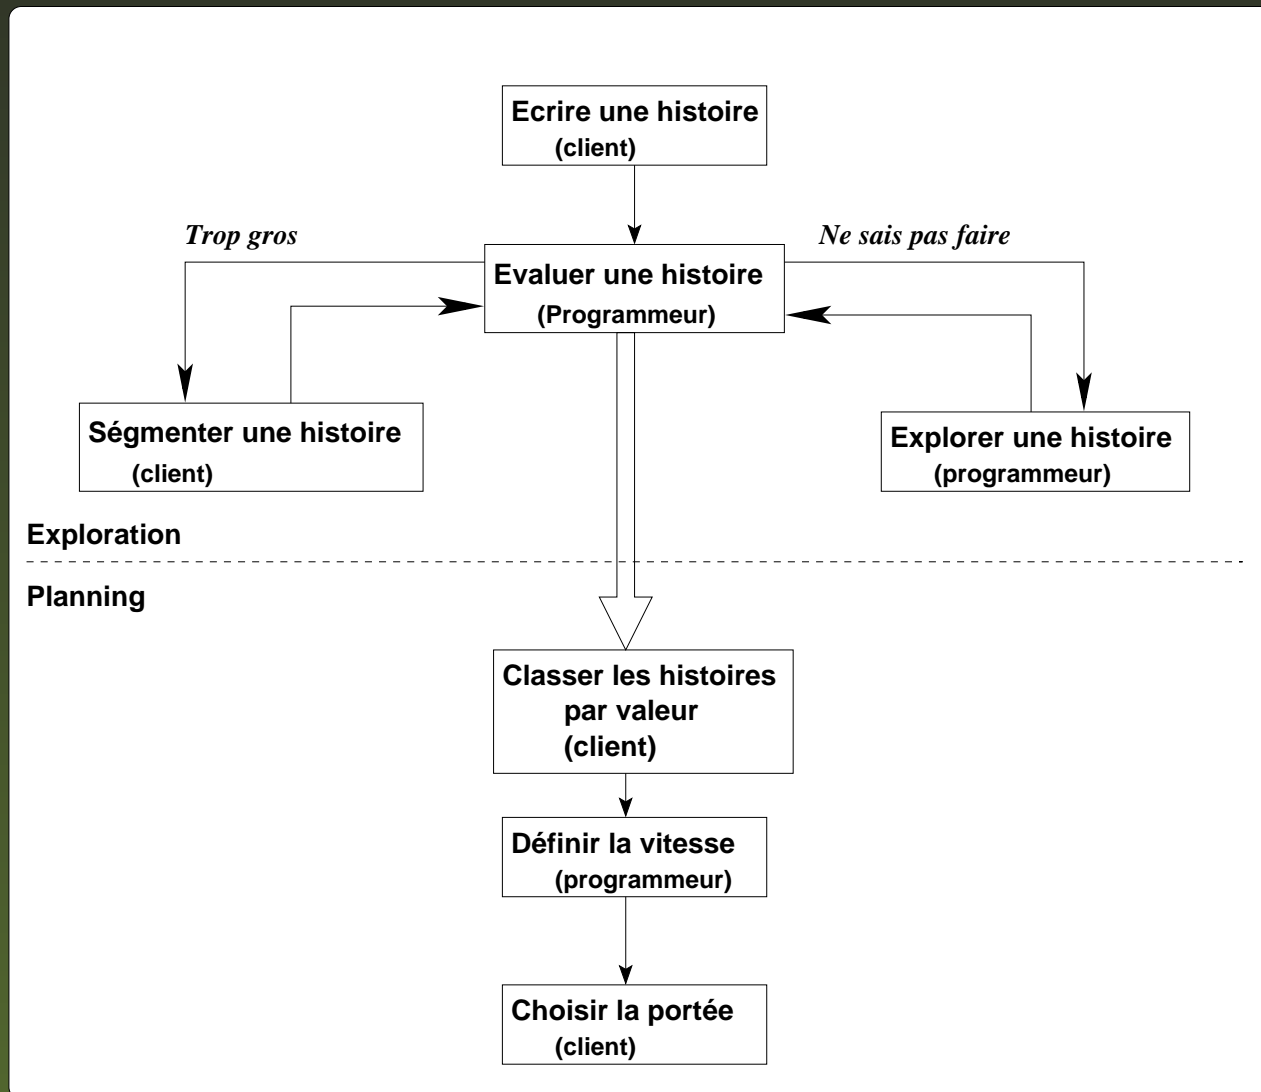 Ecrire une histoire
(client)
Trop gros
Ne sais pas faire
Evaluer une histoire
(Programmeur)
Ségmenter une histoire
(client)
Explorer une histoire
(programmeur)
Exploration
Planning
Classer les histoires
par valeur
(client)
Définir la vitesse
(programmeur)
Choisir la portée
(client)